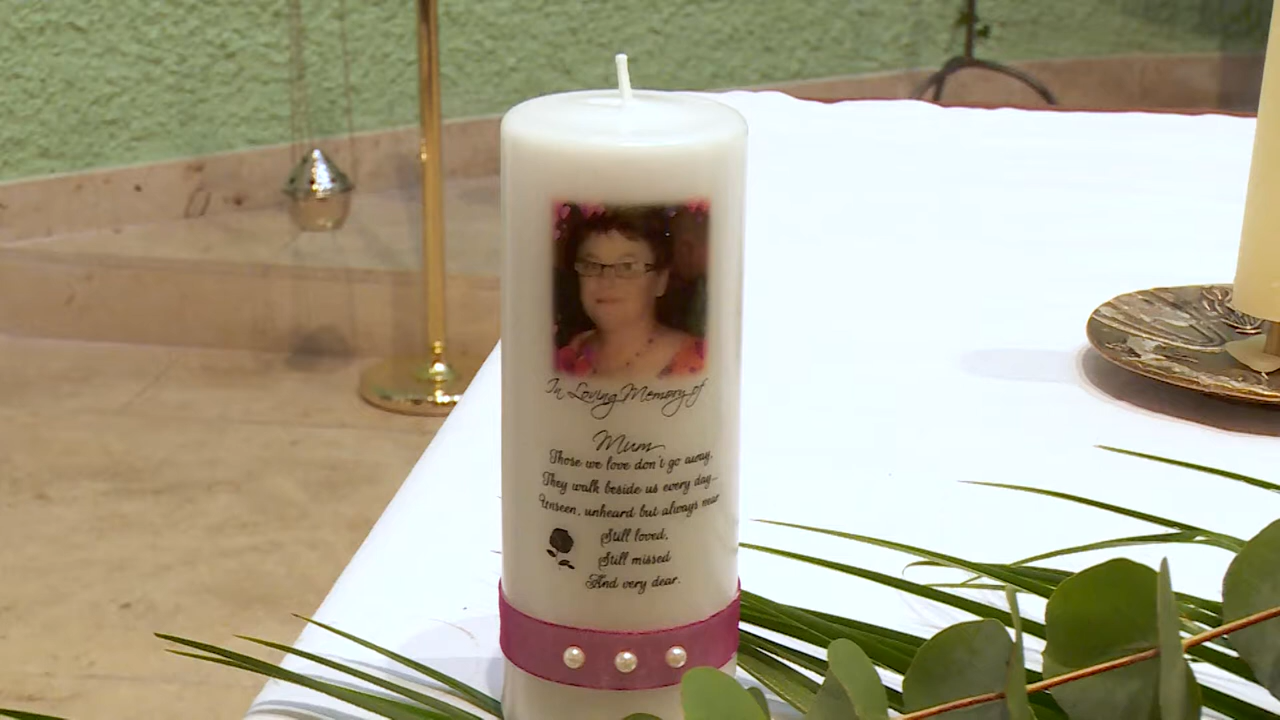 In Loving Memory of
Mum
Those we love don't go away,
They walk beside us every day—
Unseen, unheard but always near
Still loved,
Still missed
And very dear.